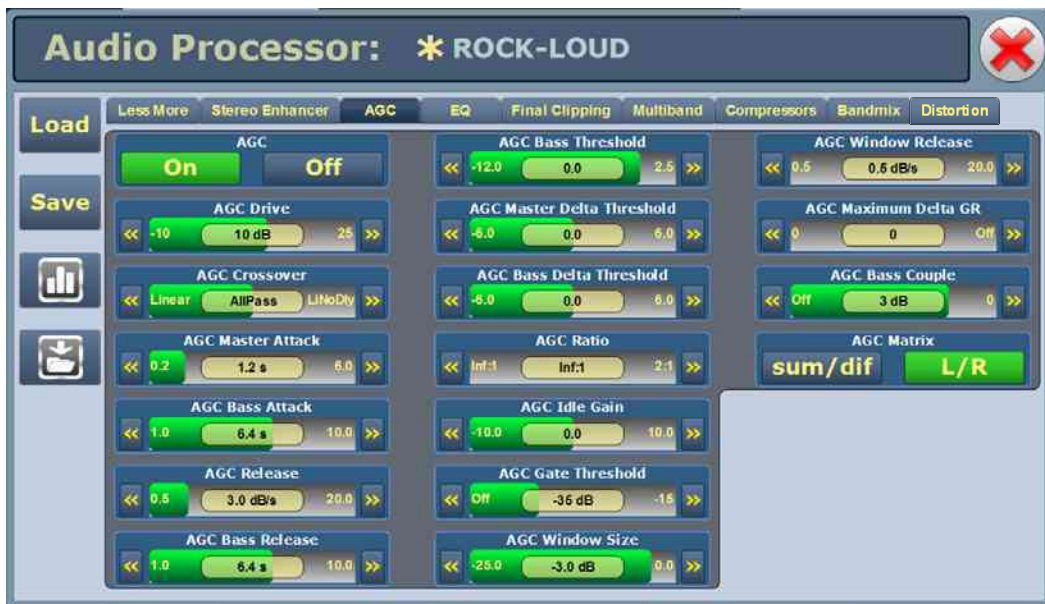 Audio Processor: * ROCK-LOUD
Load
Save
Less More Stereo Enhancer AGC EQ Final Clipping Multiband Compressors Bandmix Distortion
AGC
On Off
AGC Drive
« -10 10 dB 25 »
AGC Crossover
« Linear AllPass LiNoDly »
AGC Master Attack
« 0.2 1.2 s 6.0 »
AGC Bass Attack
« 1.0 6.4 s 10.0 »
AGC Release
« 0.5 3.0 dB/s 20.0 »
AGC Bass Release
« 1.0 6.4 s 10.0 »
AGC Bass Threshold
« -12.0 0.0 2.5 »
AGC Master Delta Threshold
« -6.0 0.0 6.0 »
AGC Bass Delta Threshold
« -6.0 0.0 6.0 »
AGC Ratio
« Inf:1 Inf:1 2:1 »
AGC Idle Gain
« -10.0 0.0 10.0 »
AGC Gate Threshold
« Off -35 dB -15 »
AGC Window Size
« -25.0 -3.0 dB 0.0 »
AGC Window Release
« 0.5 0.5 dB/s 20.0 »
AGC Maximum Delta GR
« 0 0 Off »
AGC Bass Couple
« Off 3 dB 0 »
AGC Matrix
sum/dif L/R